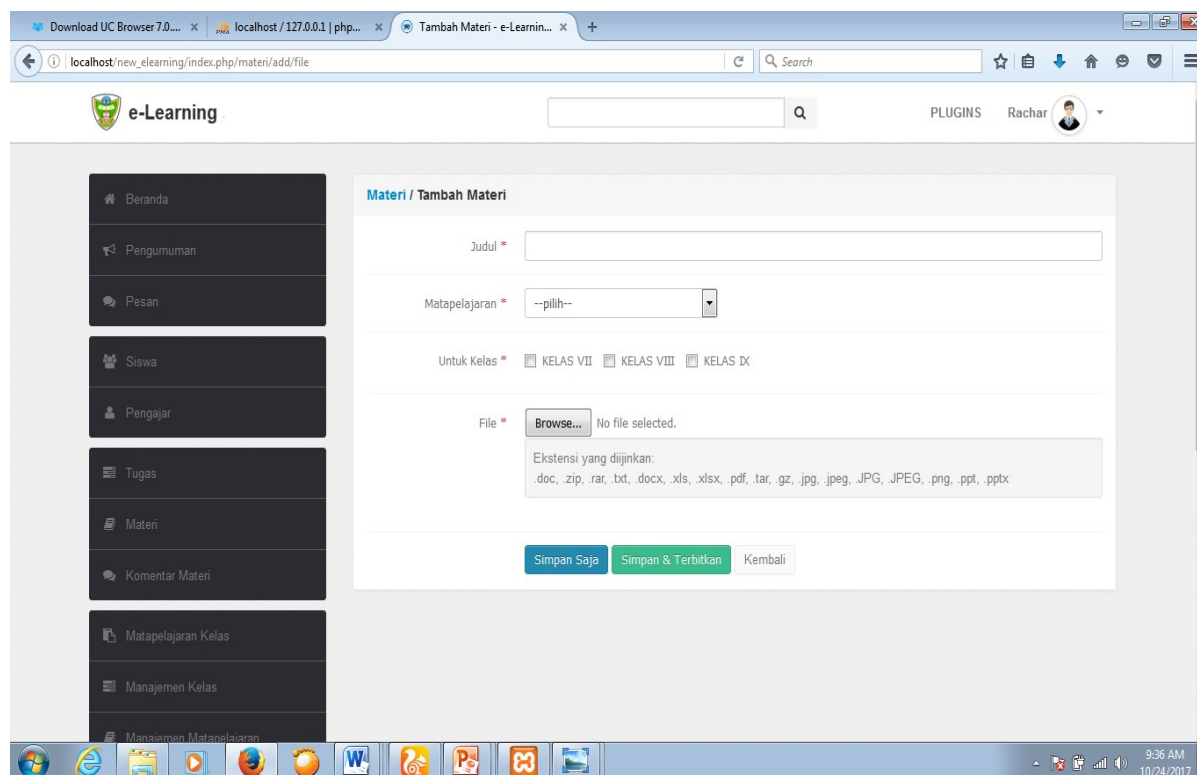 Download UC Browser 7.0.... × localhost / 127.0.0.1 | php... × Tambah Materi - e-Learnin... × +
localhost/new_elearning/index.php/materi/add/file Search
e-Learning PLUGINS Rachar
Beranda
Pengumuman
Pesan
Siswa
Pengajar
Tugas
Materi
Komentar Materi
Matapelajaran Kelas
Manajemen Kelas
Manajemen Matapelajaran
Materi / Tambah Materi
Judul *
Matapelajaran * --pilih--
Untuk Kelas * KELAS VII KELAS VIII KELAS IX
File * Browse... No file selected.
Ekstensi yang diijinkan:
.doc, .zip, .rar, .txt, .docx, .xls, .xlsx, .pdf, .tar, .gz, .jpg, .jpeg, .JPG, .JPEG, .png, .ppt, .pptx
Simpan Saja Simpan & Terbitkan Kembali
9:36 AM
10/24/2017